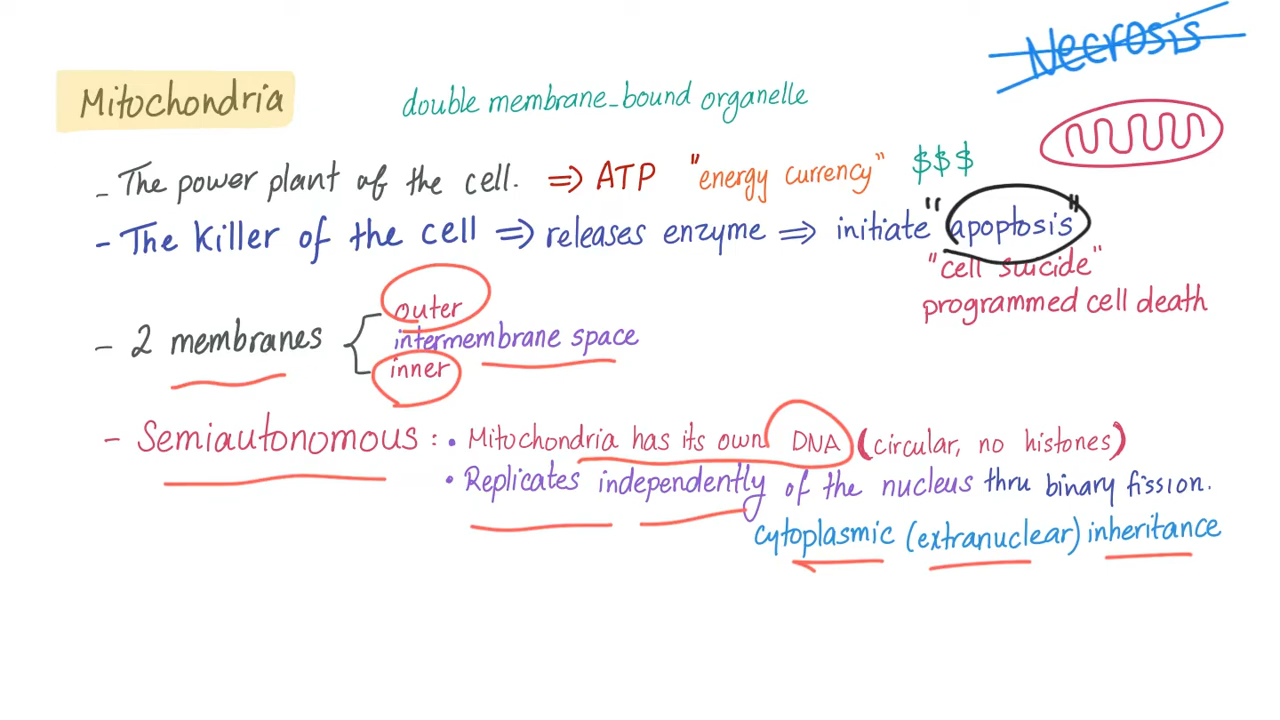 Necrosis
Mitochondria double membrane-bound organelle
- The power plant of the cell. ⇒ ATP "energy currency" $$$
- The killer of the cell ⇒ releases enzyme ⇒ initiate "apoptosis"
"cell suicide"
programmed cell death
outer
- 2 membranes { intermembrane space
inner
- Semiautonomous : • Mitochondria has its own DNA (circular, no histones)
• Replicates independently of the nucleus thru binary fission.
cytoplasmic (extranuclear) inheritance